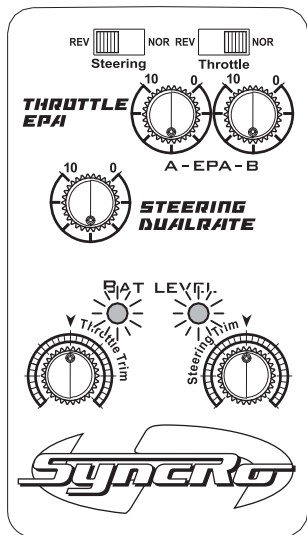 REV NOR REV NOR
Steering Throttle
10 0 10 0
THROTTLE
EPA
A-EPA-B
10 0
STEERING
DUALRATE
BAT LEVEL
Throttle Trim Steering Trim
SYNCRO